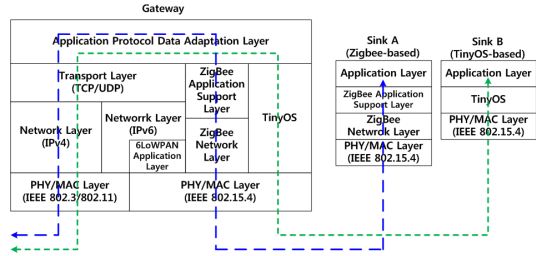 Gateway
Application Protocol Data Adaptation Layer
Transport Layer
(TCP/UDP)
ZigBee
Application
Support
Layer
TinyOS
Network Layer
(IPv4)
Networrk Layer
(IPv6)
6LoWPAN
Application
Layer
ZigBee
Network
Layer
PHY/MAC Layer
(IEEE 802.3/802.11)
PHY/MAC Layer
(IEEE 802.15.4)
Sink A
(Zigbee-based)
Application Layer
ZigBee Application
Support Layer
ZigBee
Network Layer
PHY/MAC Layer
(IEEE 802.15.4)
Sink B
(TinyOS-based)
Application Layer
TinyOS
PHY/MAC Layer
(IEEE 802.15.4)